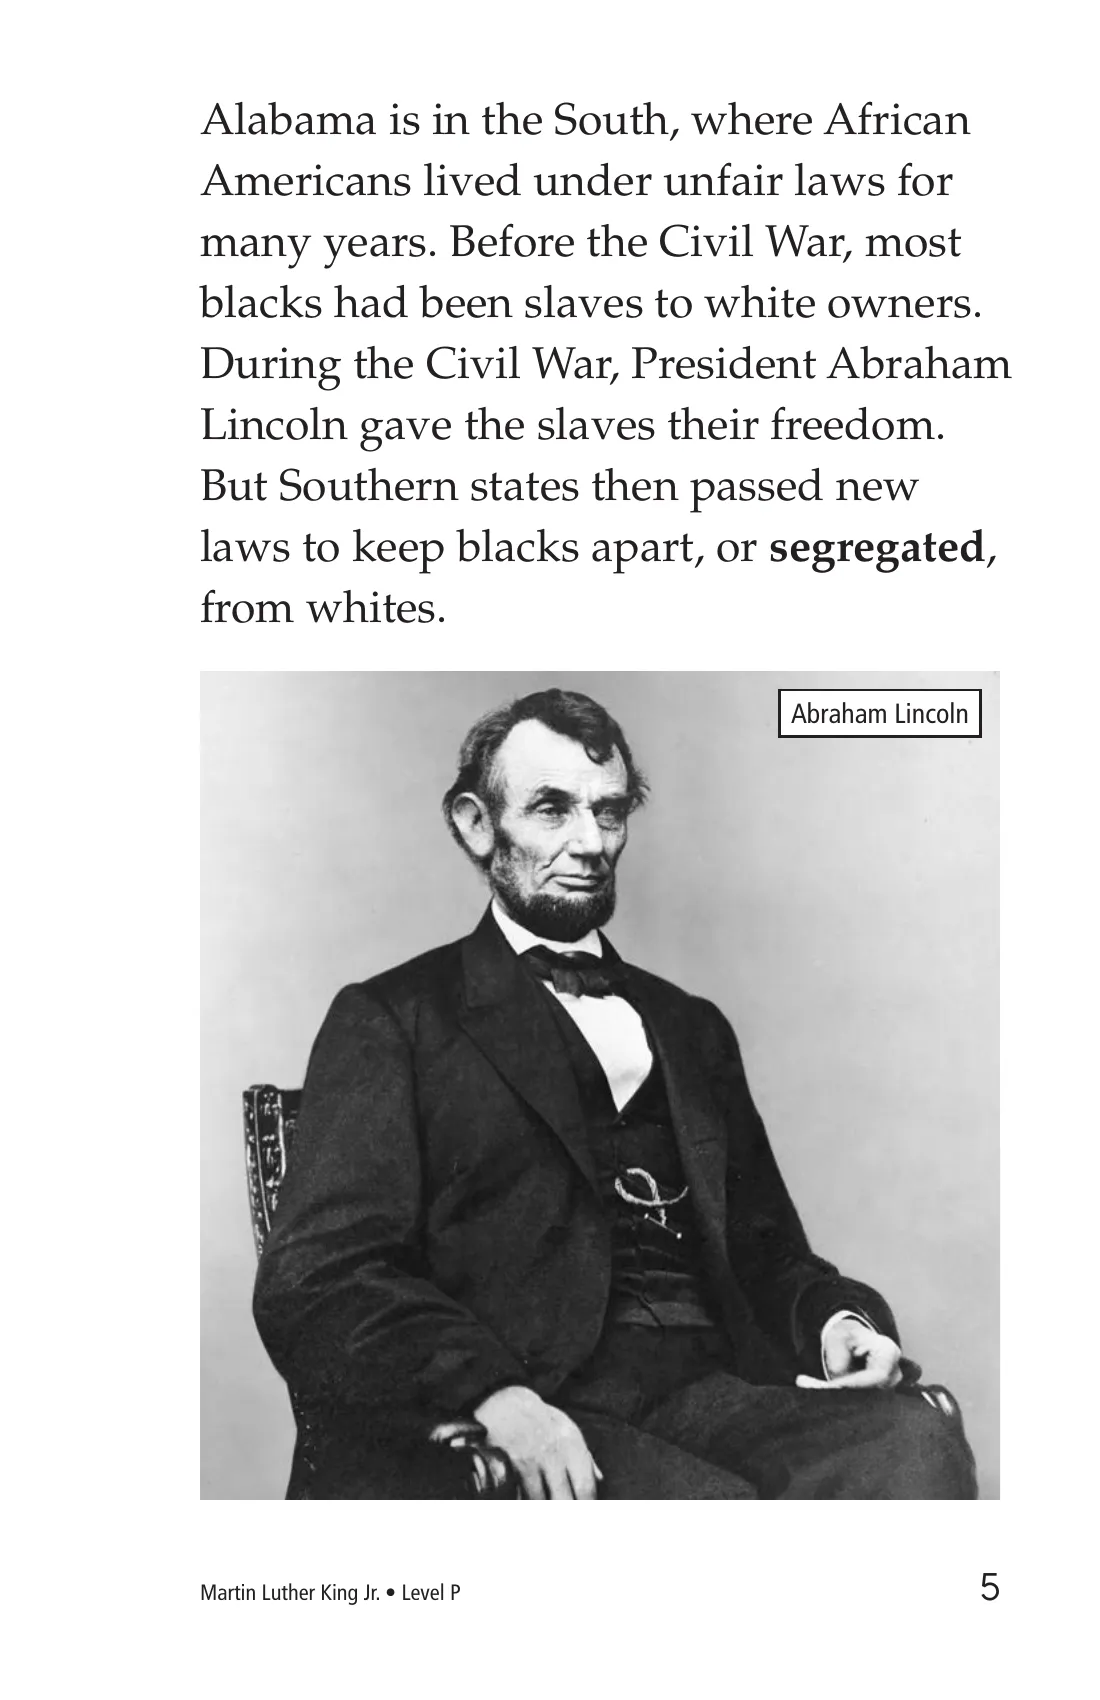 Alabama is in the South, where African
Americans lived under unfair laws for
many years. Before the Civil War, most
blacks had been slaves to white owners.
During the Civil War, President Abraham
Lincoln gave the slaves their freedom.
But Southern states then passed new
laws to keep blacks apart, or segregated,
from whites.
Abraham Lincoln
Martin Luther King Jr. • Level P
5